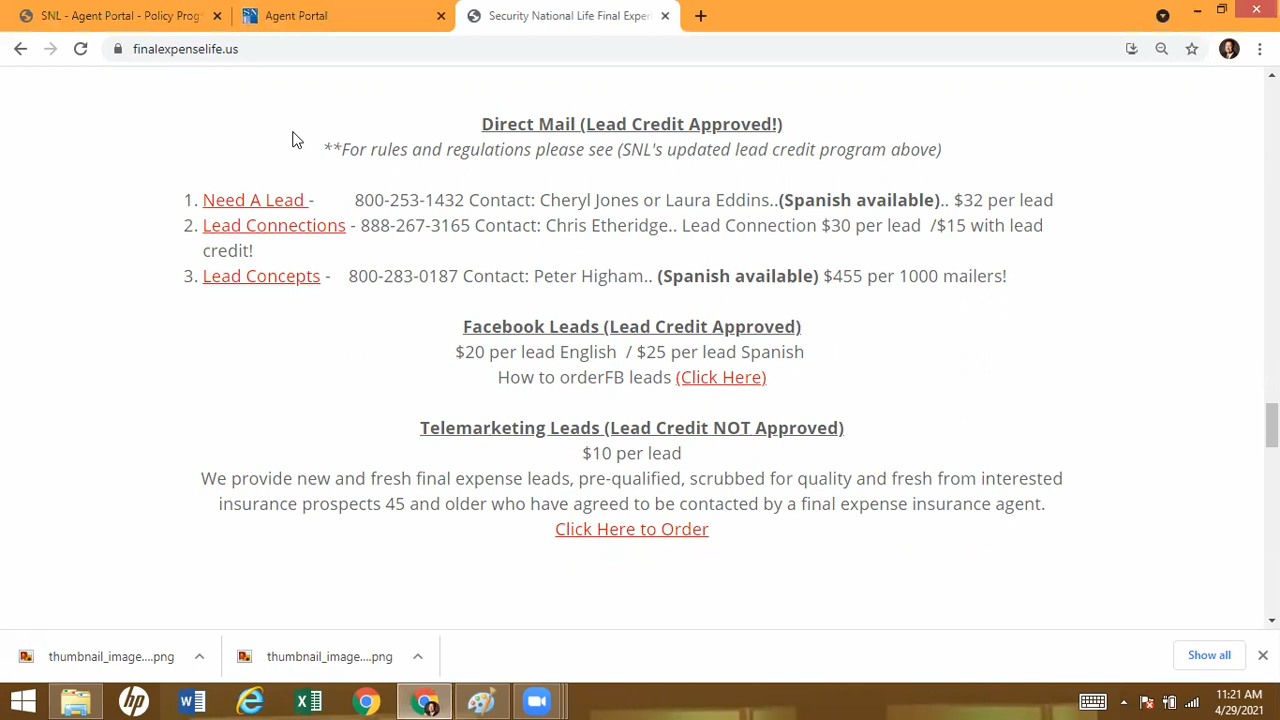 SNL - Agent Portal - Policy Prog
Agent Portal
Security National Life Final Exper
finalexpenselife.us
Direct Mail (Lead Credit Approved!)
**For rules and regulations please see (SNL's updated lead credit program above)
1. Need A Lead - 800-253-1432 Contact: Cheryl Jones or Laura Eddins..(Spanish available).. $32 per lead
2. Lead Connections - 888-267-3165 Contact: Chris Etheridge.. Lead Connection $30 per lead /$15 with lead
credit!
3. Lead Concepts - 800-283-0187 Contact: Peter Higham.. (Spanish available) $455 per 1000 mailers!
Facebook Leads (Lead Credit Approved)
$20 per lead English / $25 per lead Spanish
How to orderFB leads (Click Here)
Telemarketing Leads (Lead Credit NOT Approved)
$10 per lead
We provide new and fresh final expense leads, pre-qualified, scrubbed for quality and fresh from interested
insurance prospects 45 and older who have agreed to be contacted by a final expense insurance agent.
Click Here to Order
thumbnail_image....png
thumbnail_image....png
Show all
11:21 AM
4/29/2021